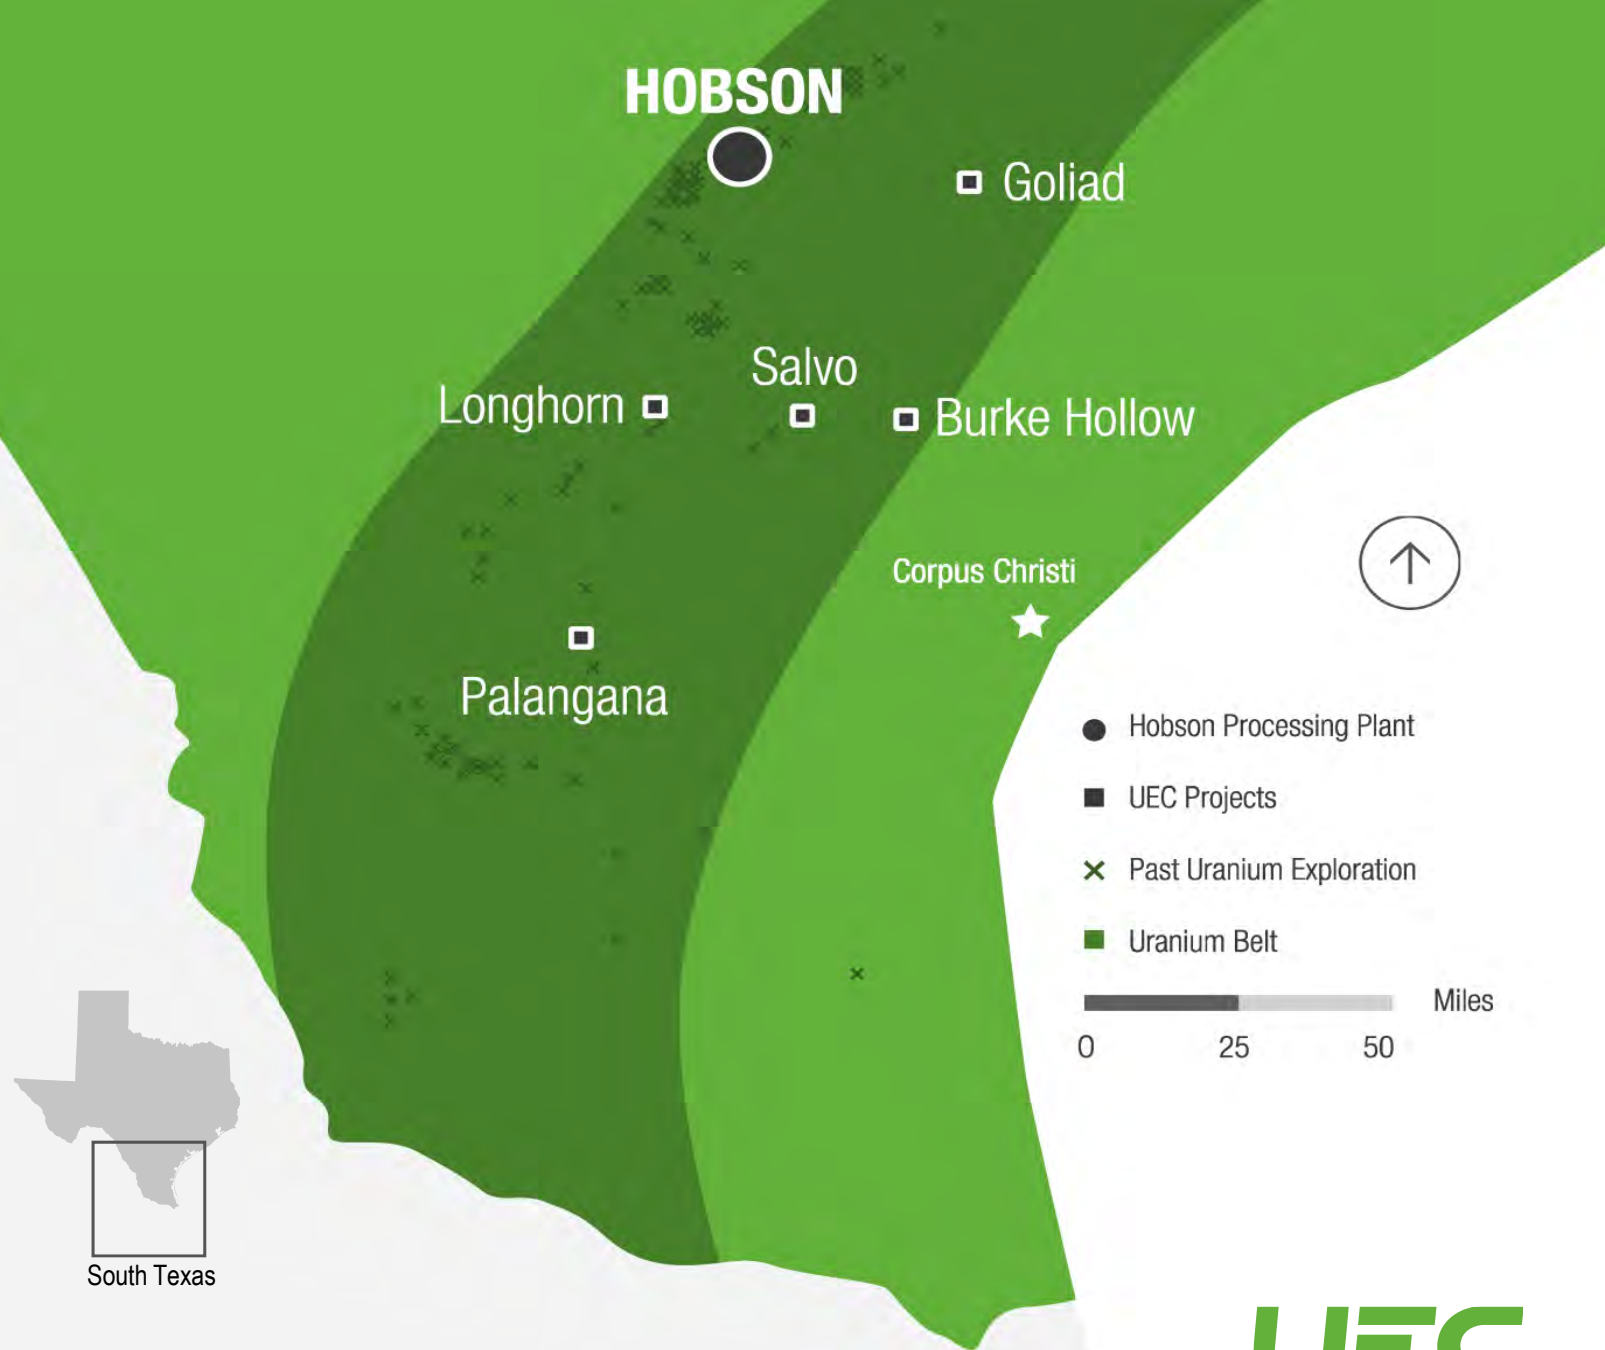 HOBSON
Goliad
Salvo
Longhorn
Burke Hollow
Corpus Christi
Palangana
Hobson Processing Plant
UEC Projects
Past Uranium Exploration
Uranium Belt
Miles
0 25 50
South Texas
UEC